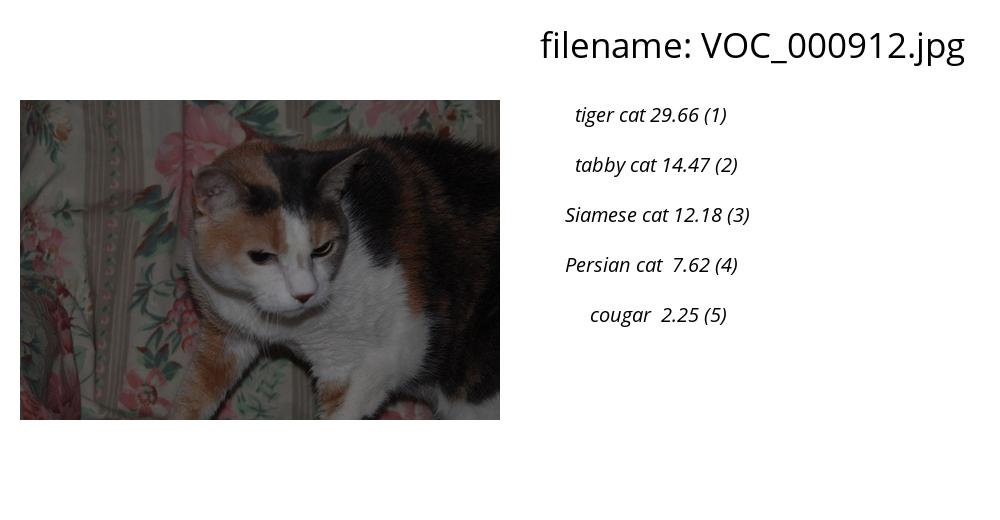 filename: VOC_000912.jpg
tiger cat 29.66 (1)
tabby cat 14.47 (2)
Siamese cat 12.18 (3)
Persian cat 7.62 (4)
cougar 2.25 (5)